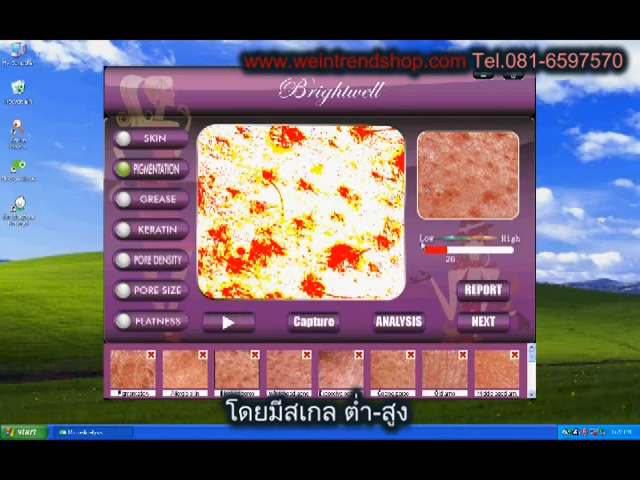 www.weintrendshop.com Tel.081-6597570
Brightwell
SKIN
PIGMENTATION
GREASE
KERATIN
PORE DENSITY
PORE SIZE
FLATNESS
Low High
20
REPORT
Capture ANALYSIS NEXT
Pigmentation
โดยมีสเกล ต่ำ-สูง
start